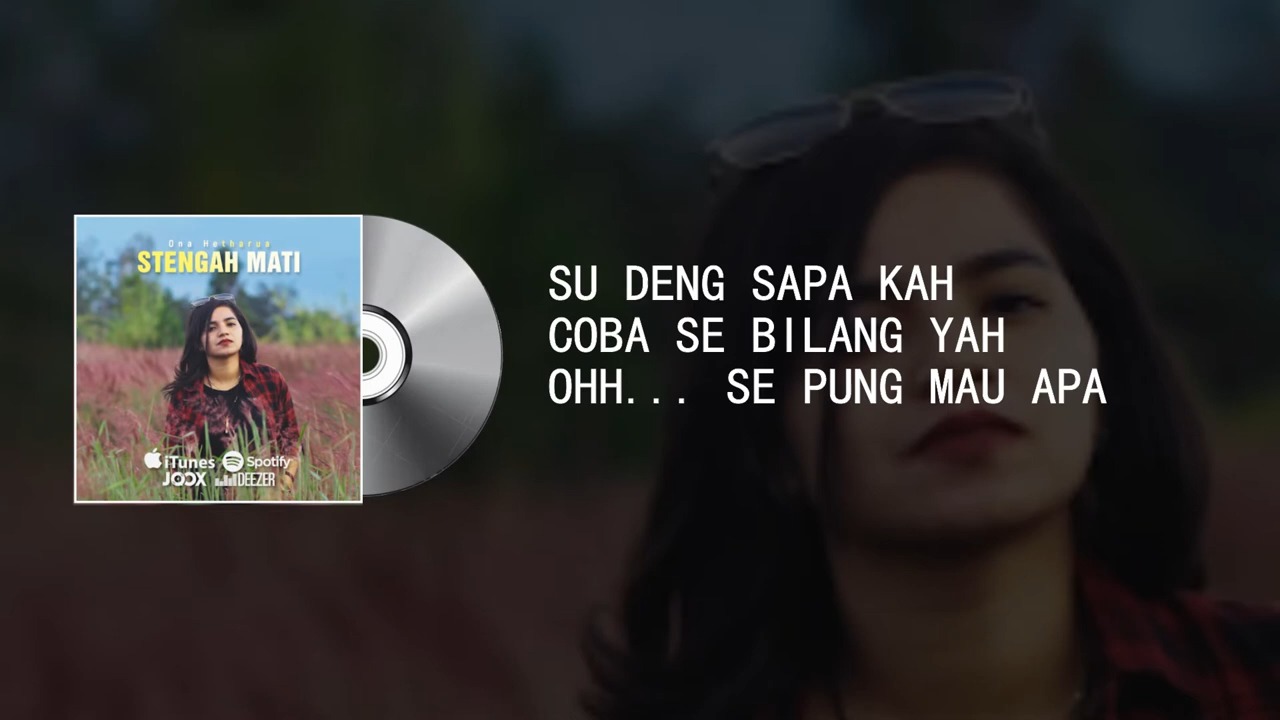 Ona Hetharua
STENGAH MATI
iTunes Spotify
JOOX DEEZER
SU DENG SAPA KAH
COBA SE BILANG YAH
OHH... SE PUNG MAU APA